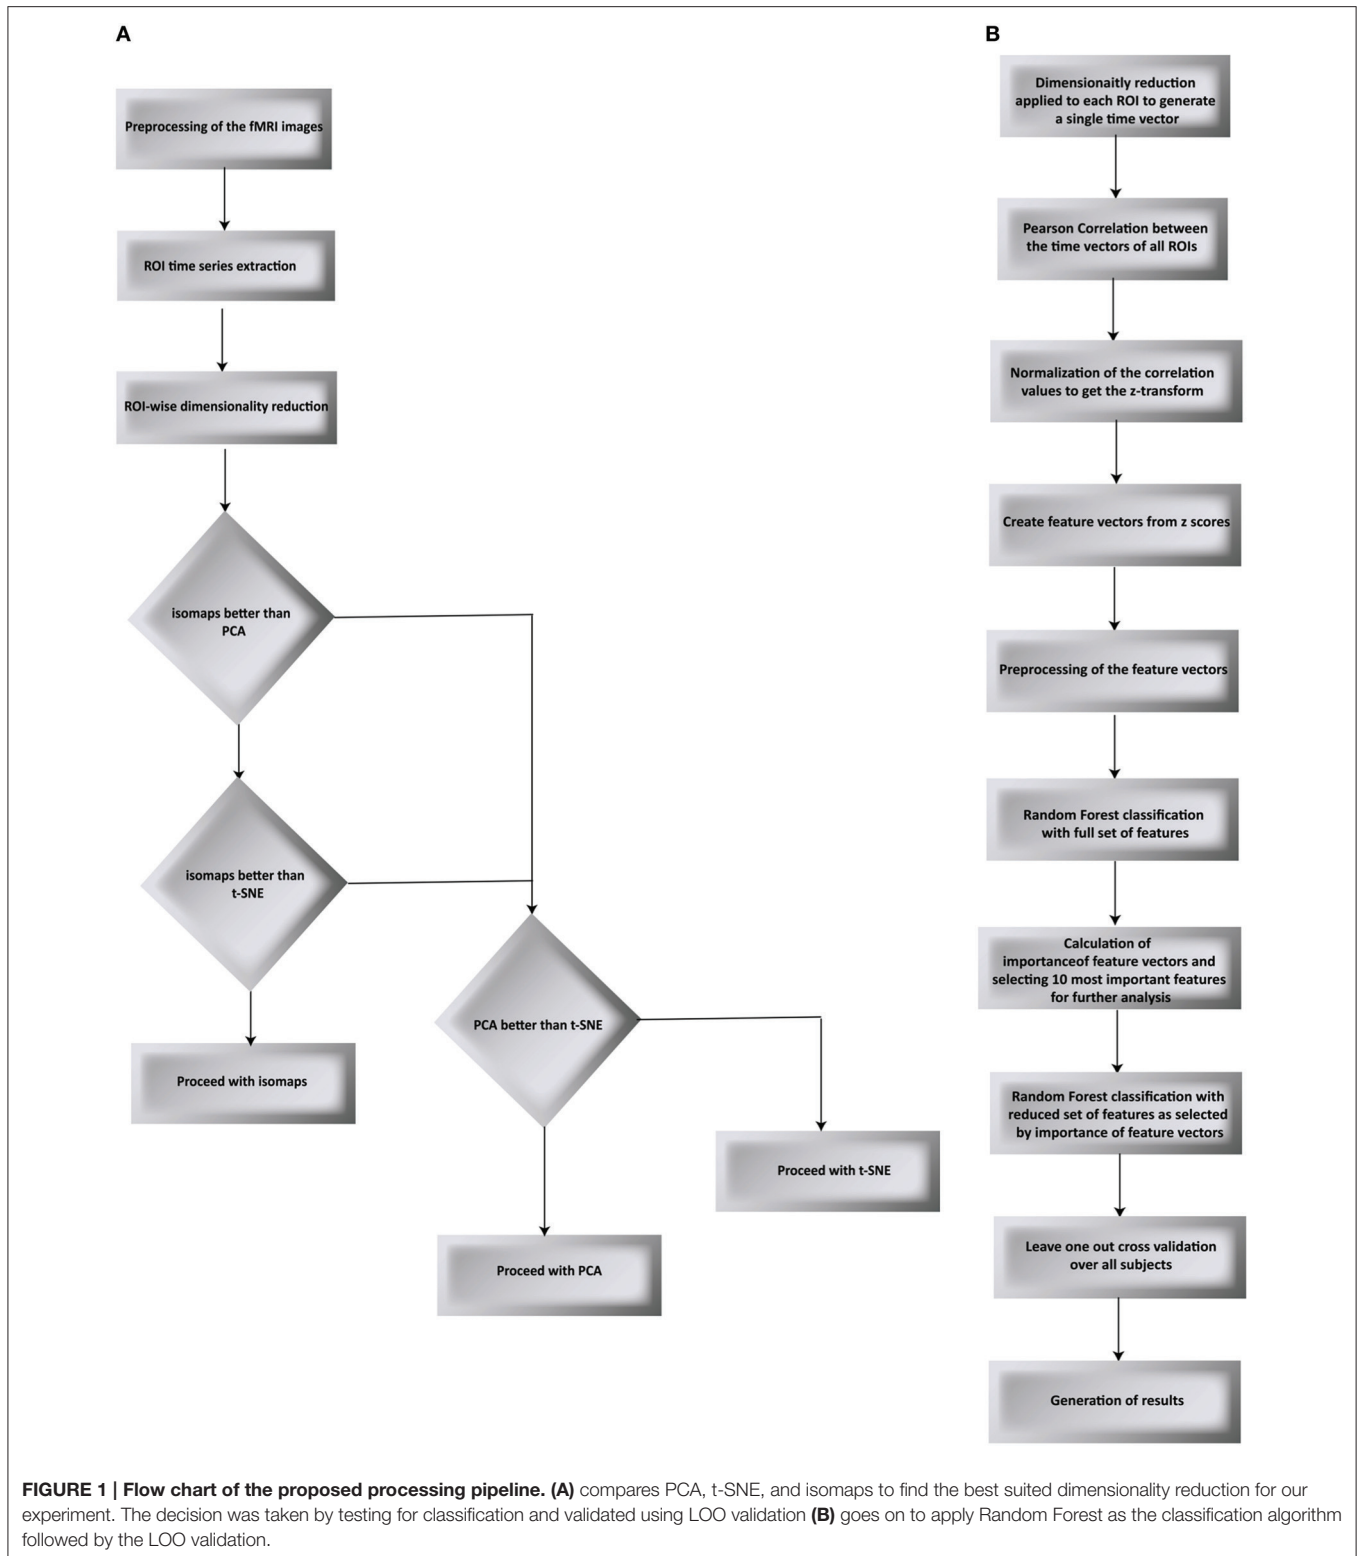 A
Preprocessing of the fMRI images
ROI time series extraction
ROI-wise dimensionality reduction
isomaps better than
PCA
isomaps better than
t-SNE
Proceed with isomaps
PCA better than t-SNE
Proceed with t-SNE
Proceed with PCA
B
Dimensionaitly reduction
applied to each ROI to generate
a single time vector
Pearson Correlation between
the time vectors of all ROIs
Normalization of the correlation
values to get the z-transform
Create feature vectors from z scores
Preprocessing of the feature vectors
Random Forest classification
with full set of features
Calculation of
importanceof feature vectors and
selecting 10 most important features
for further analysis
Random Forest classification with
reduced set of features as selected
by importance of feature vectors
Leave one out cross validation
over all subjects
Generation of results
FIGURE 1 | Flow chart of the proposed processing pipeline. (A) compares PCA, t-SNE, and isomaps to find the best suited dimensionality reduction for our
experiment. The decision was taken by testing for classification and validated using LOO validation (B) goes on to apply Random Forest as the classification algorithm
followed by the LOO validation.